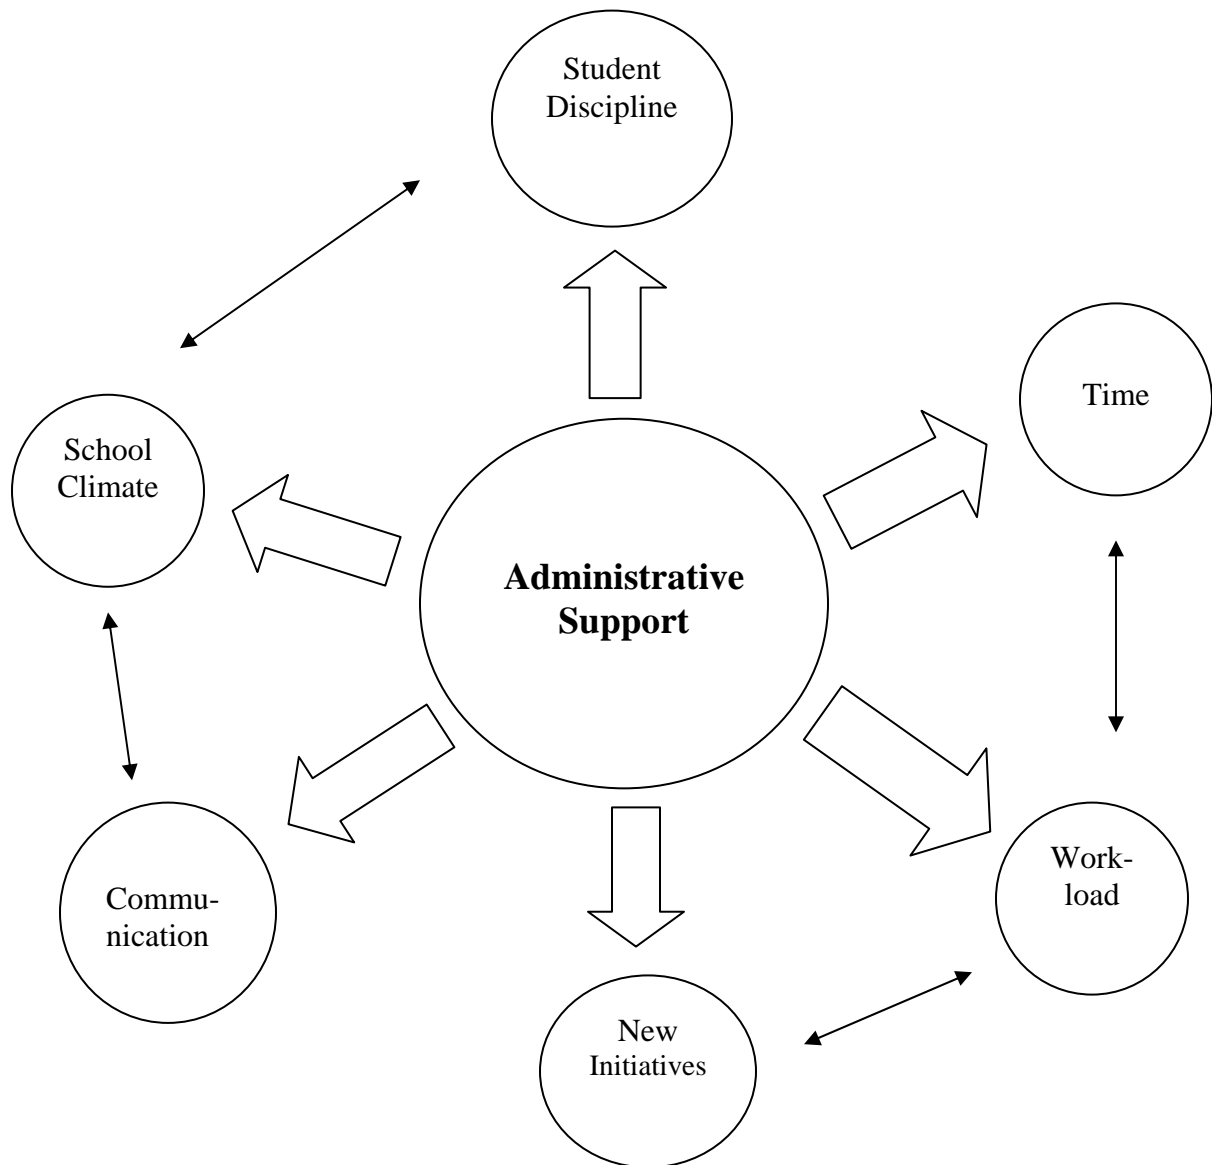 Student
Discipline
Time
School
Climate
Administrative
Support
Work-
load
Commu-
nication
New
Initiatives